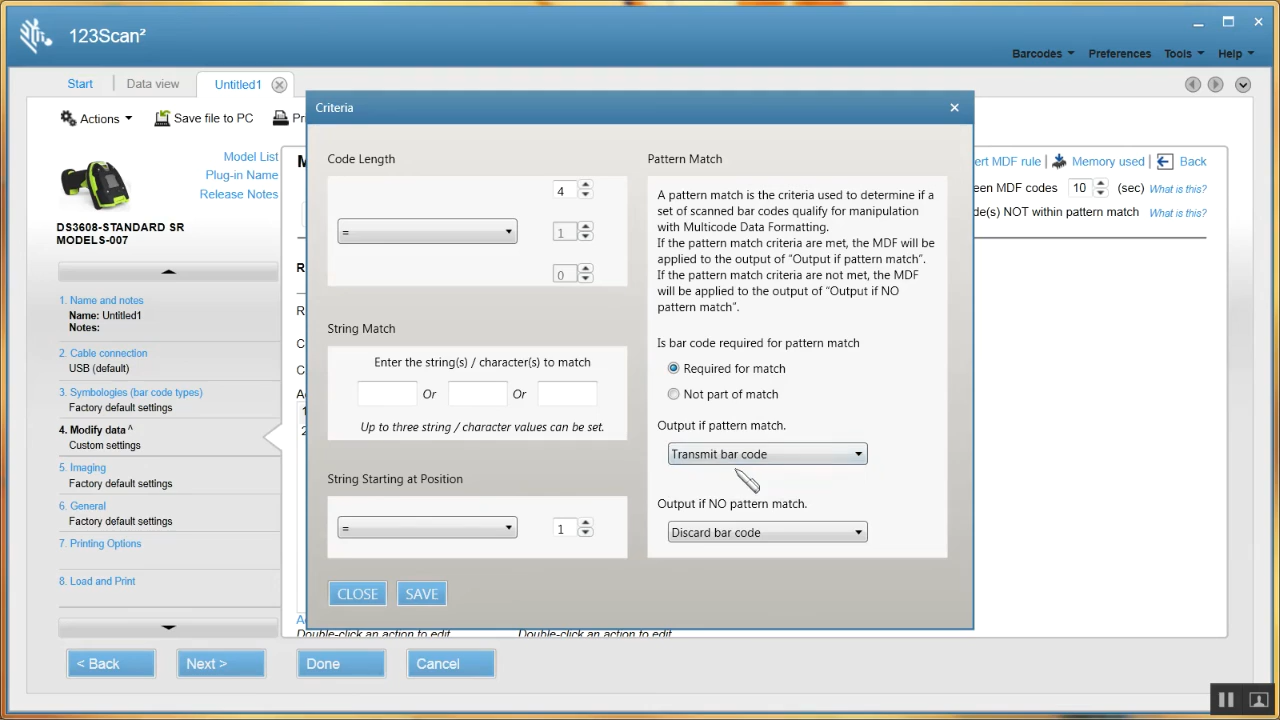 123Scan²
Barcodes Preferences Tools Help
Start Data view Untitled1
Actions Save file to PC
Model List
Plug-in Name
Release Notes
DS3608-STANDARD SR
MODELS-007
1. Name and notes
Name: Untitled1
Notes:
2. Cable connection
USB (default)
3. Symbologies (bar code types)
Factory default settings
4. Modify data ^
Custom settings
5. Imaging
Factory default settings
6. General
Factory default settings
7. Printing Options
8. Load and Print
< Back Next > Done Cancel
MDF rule Memory used Back
MDF codes 10 (sec) What is this?
NOT within pattern match What is this?
Criteria
Code Length
=
4
1
0
String Match
Enter the string(s) / character(s) to match
Or Or
Up to three string / character values can be set.
String Starting at Position
= 1
CLOSE SAVE
Pattern Match
A pattern match is the criteria used to determine if a
set of scanned bar codes qualify for manipulation
with Multicode Data Formatting.
If the pattern match criteria are met, the MDF will be
applied to the output of “Output if pattern match”.
If the pattern match criteria are not met, the MDF
will be applied to the output of “Output if NO
pattern match”.
Is bar code required for pattern match
Required for match
Not part of match
Output if pattern match.
Transmit bar code
Output if NO pattern match.
Discard bar code
Double-click an action to edit Double-click an action to edit